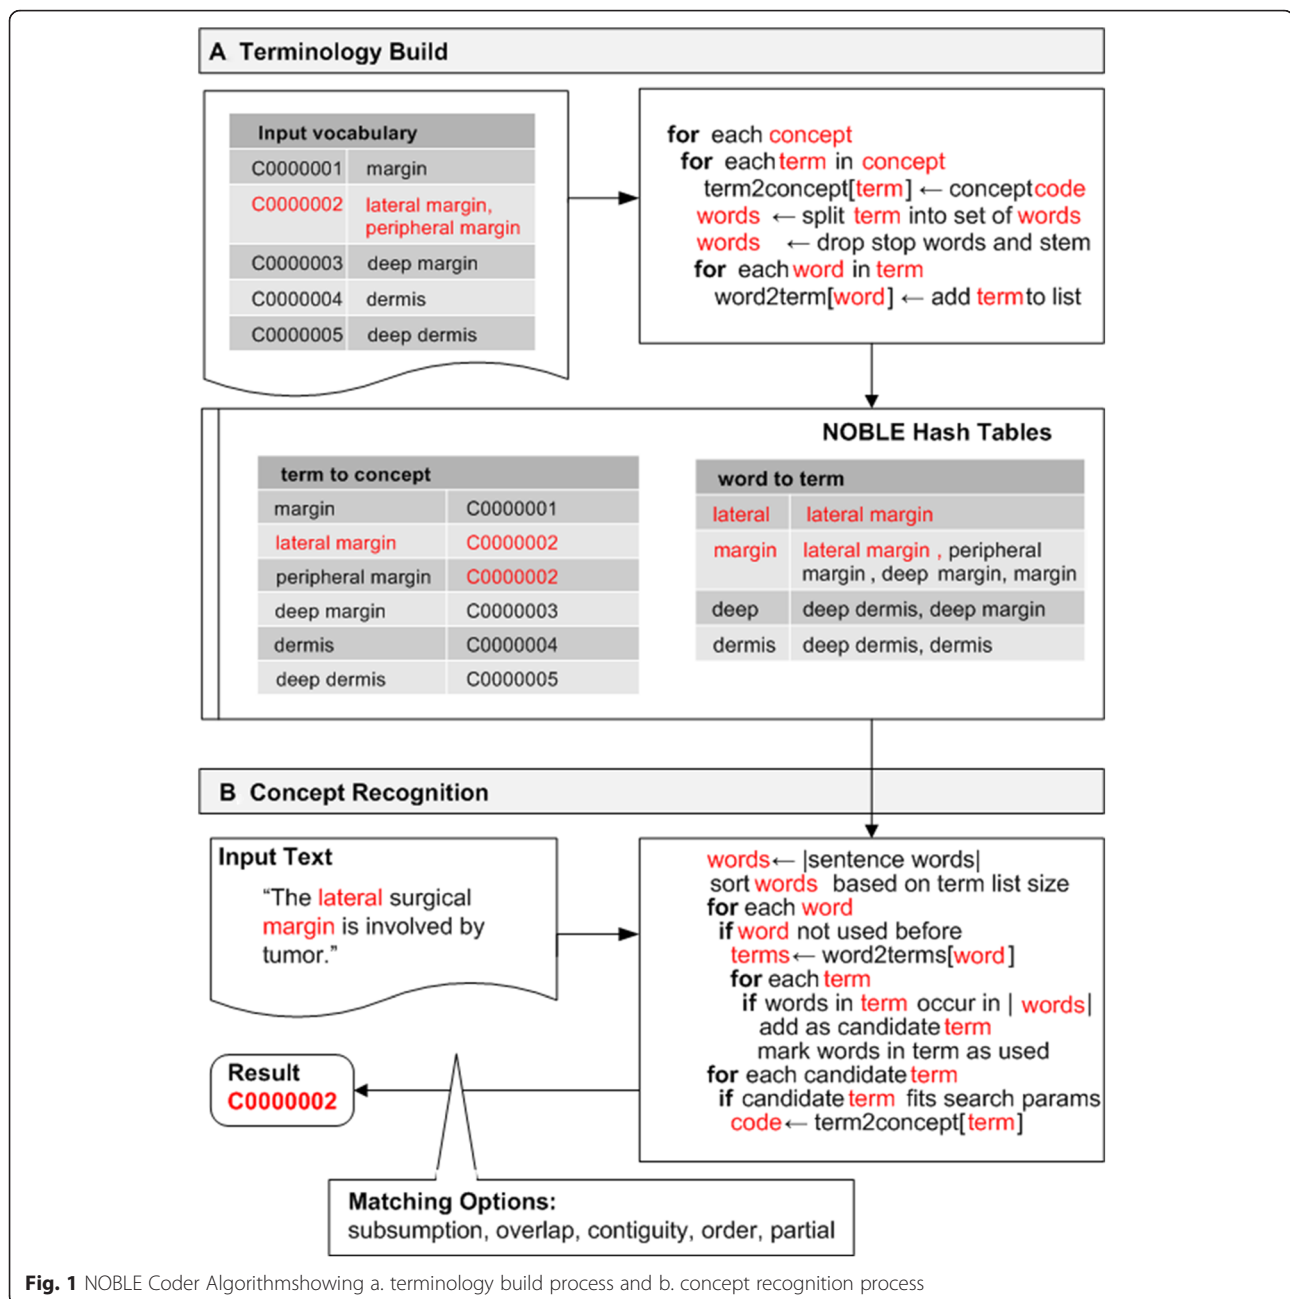 A Terminology Build
Input vocabulary
C0000001 margin
C0000002 lateral margin,
peripheral margin
C0000003 deep margin
C0000004 dermis
C0000005 deep dermis
for each concept
for each term in concept
term2concept[term] ← concept code
words ← split term into set of words
words ← drop stop words and stem
for each word in term
word2term[word] ← add term to list
NOBLE Hash Tables
term to concept
margin C0000001
lateral margin C0000002
peripheral margin C0000002
deep margin C0000003
dermis C0000004
deep dermis C0000005
word to term
lateral lateral margin
margin lateral margin , peripheral
margin , deep margin, margin
deep deep dermis, deep margin
dermis deep dermis, dermis
B Concept Recognition
Input Text
“The lateral surgical
margin is involved by
tumor.”
words ← |sentence words|
sort words based on term list size
for each word
if word not used before
terms ← word2terms[word]
for each term
if words in term occur in | words|
add as candidate term
mark words in term as used
for each candidate term
if candidate term fits search params
code ← term2concept[term]
Result
C0000002
Matching Options:
subsumption, overlap, contiguity, order, partial
Fig. 1 NOBLE Coder Algorithmshowing a. terminology build process and b. concept recognition process